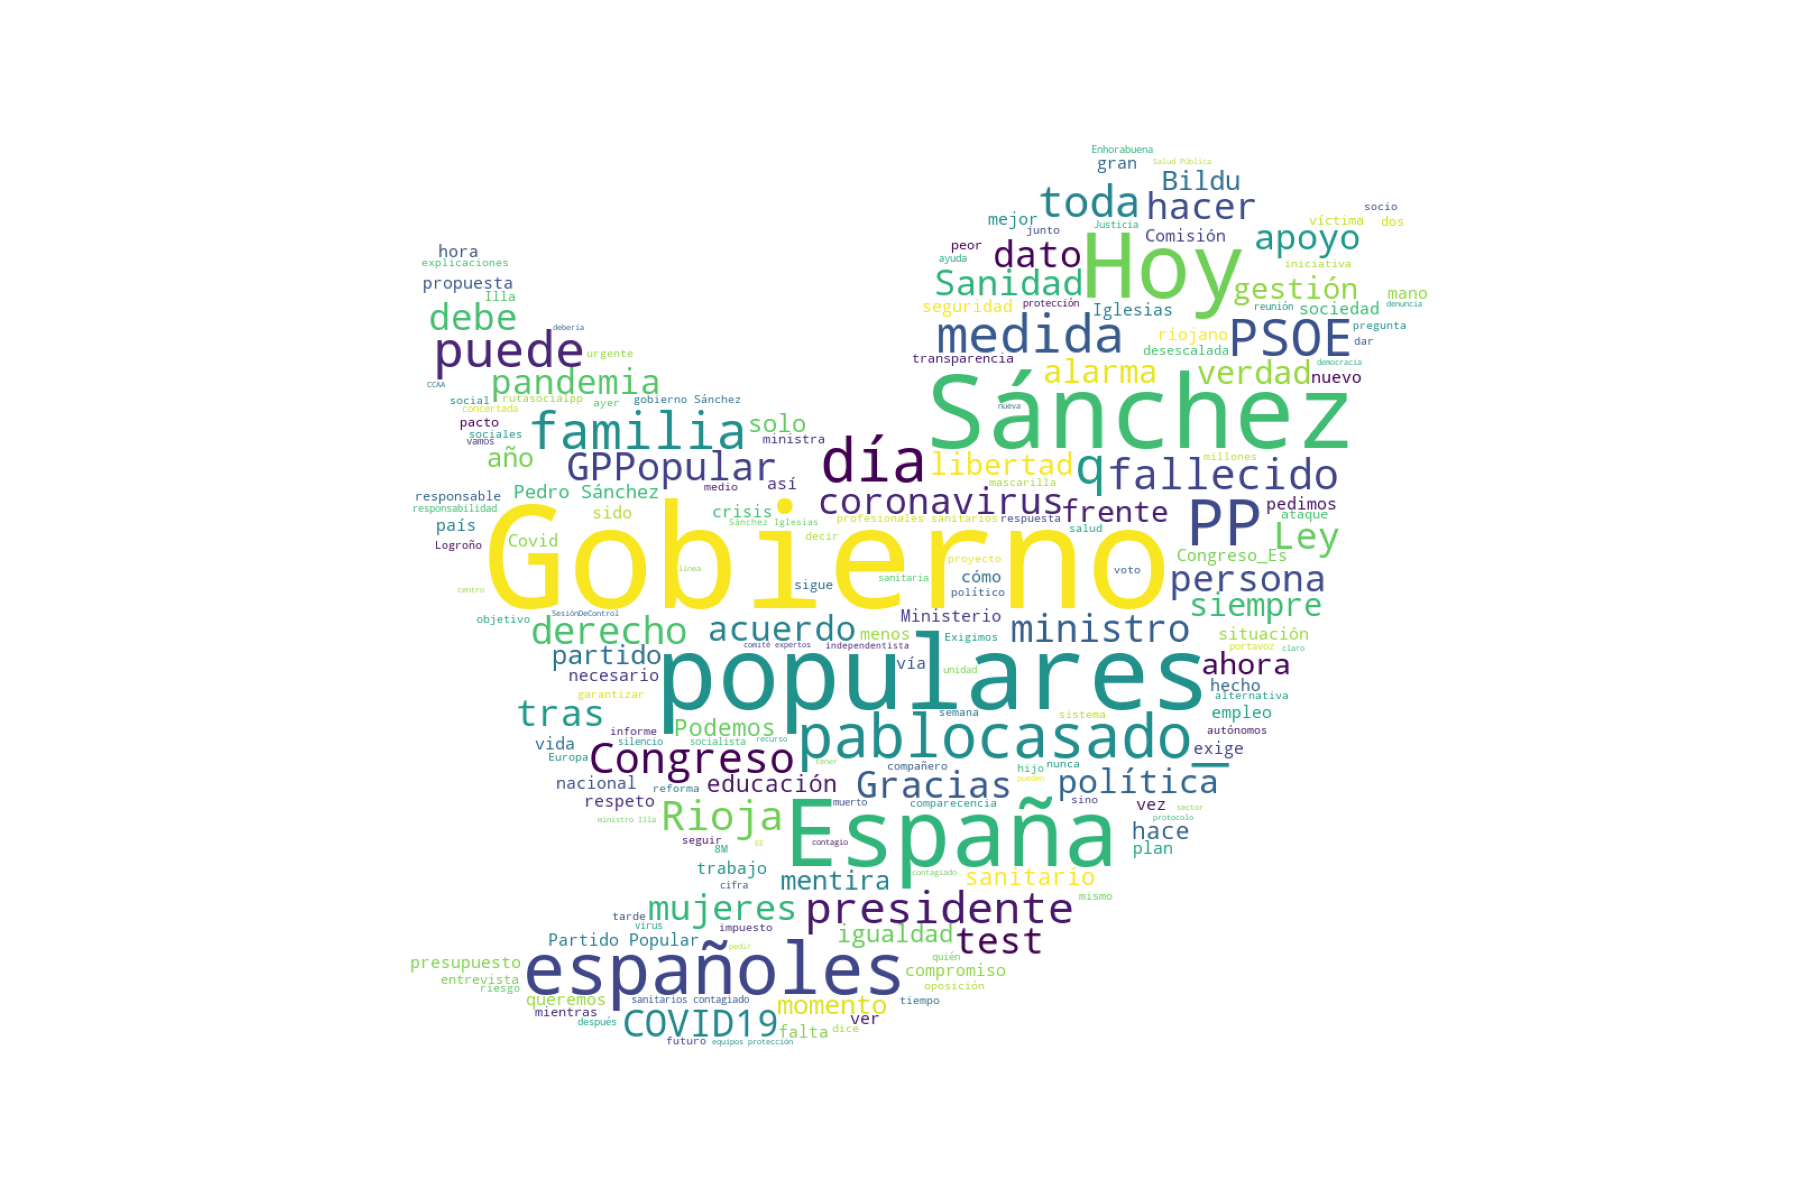 Enhorabuena
gran
Salud Pública
Bildu
toda
hacer
socio
mejor
Justicia
víctima
dos
junto
Comisión
apoyo
hora
peor
dato
Hoy
explicaciones
ayuda
iniciativa
propuesta
Sanidad
gestión
mano
Illa
seguridad
protección
Iglesias
reunión
sociedad
denuncia
debe
debería
medida
riojano
PSOE
pregunta
puede
urgente
transparencia
desescalada
dar
pandemia
alarma
verdad
democracia
nuevo
CCAA
social
rutasocialpp
ayer
gobierno Sánchez
Sánchez
nueva
concertada
pacto
familia
solo
sociales
vamos
ministra
día
año
GPPopular
libertad
q
fallecido
millones
medio
así
mascarilla
responsable
Pedro Sánchez
coronavirus
frente
PP
pedimos
responsabilidad
sido
crisis
Sánchez Iglesias
profesionales sanitarios
respuesta
salud
ataque
país
Ley
Logroño
Covid
decir
Gobierno
línea
proyecto
Congreso_Es
voto
centro
sigue
sanitaria
cómo
político
persona
objetivo
SesiónDeControl
Ministerio
siempre
derecho
acuerdo
menos
Exigimos
ministro
situación
comité expertos
independentista
portavoz
claro
partido
populares_
vía
unidad
ahora
necesario
hecho
garantizar
alternativa
tras
semana
sistema
empleo
informe
Podemos
pablocasado_
autónomos
vida
silencio
socialista
recurso
exige
Europa
Congreso
tener
compañero
hijo
nunca
nacional
reforma
educación
Gracias
pueden
política
respeto
Rioja
muerto
comparecencia
sino
vez
sector
ministro Illa
España
protocolo
seguir
EE
contagio
hace
8M
plan
trabajo
contagiado
cifra
mentira
sanitario
mismo
tarde
mujeres
presidente
virus
impuesto
igualdad
test
Partido Popular
pedir
quién
presupuesto
españoles
compromiso
entrevista
riesgo
oposición
queremos
sanitarios contagiado
momento
tiempo
mientras
después
COVID19
falta
dice
ver
futuro
equipos protección